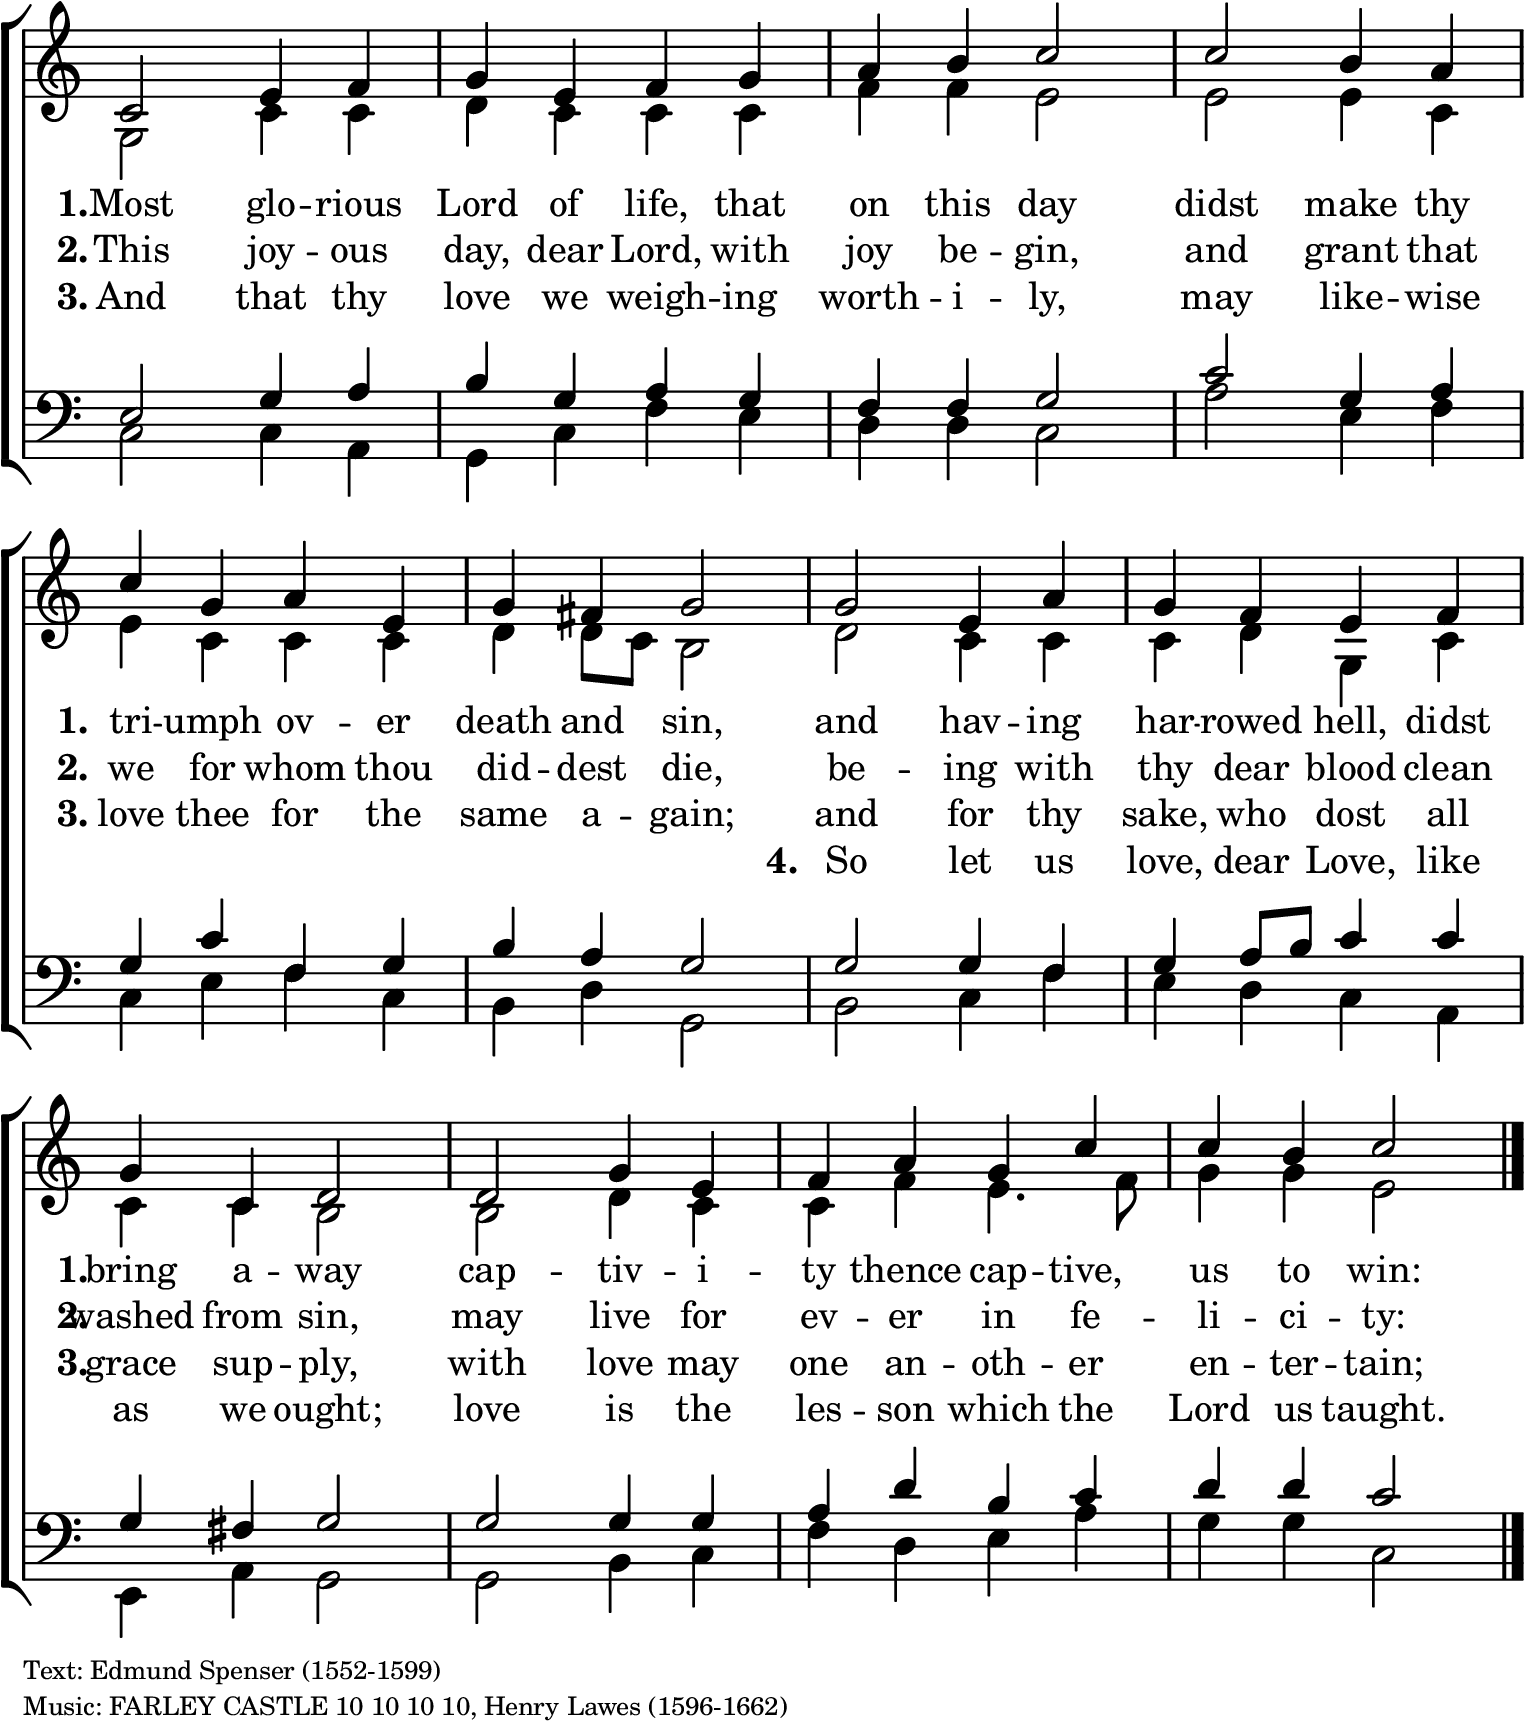 1. Most glo -- rious Lord of life, that on this day didst make thy
2. This joy -- ous day, dear Lord, with joy be -- gin, and grant that
3. And that thy love we weigh -- ing worth -- i -- ly, may like -- wise
1. tri -- umph ov -- er death and sin, and hav -- ing har -- rowed hell, didst
2. we for whom thou did -- dest die, be -- ing with thy dear blood clean
3. love thee for the same a -- gain; and for thy sake, who dost all
4. So let us love, dear Love, like
1. bring a -- way cap -- tiv -- i -- ty thence cap -- tive, us to win:
2. washed from sin, may live for ev -- er in fe -- li -- ci -- ty:
3. grace sup -- ply, with love may one an -- oth -- er en -- ter -- tain;
as we ought; love is the les -- son which the Lord us taught.
Text: Edmund Spenser (1552-1599)
Music: FARLEY CASTLE 10 10 10 10, Henry Lawes (1596-1662)